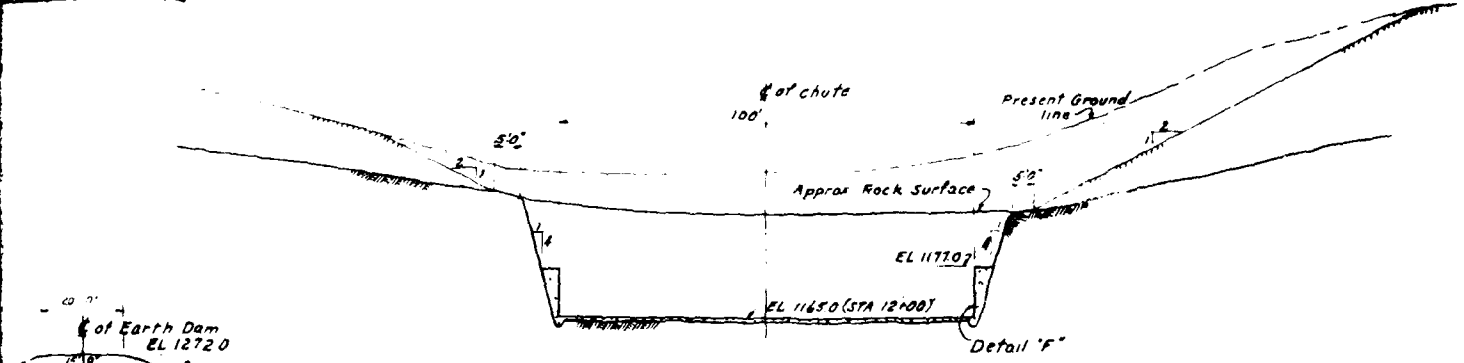 ℄ of chute
100'
Present Ground
line
5'0"
2
1
2
1
Approx Rock Surface
5'0"
1
4
4
EL 1177.0
EL 1165.0 (STA 12+00)
℄ of Earth Dam
EL 1272.0
Detail "F"